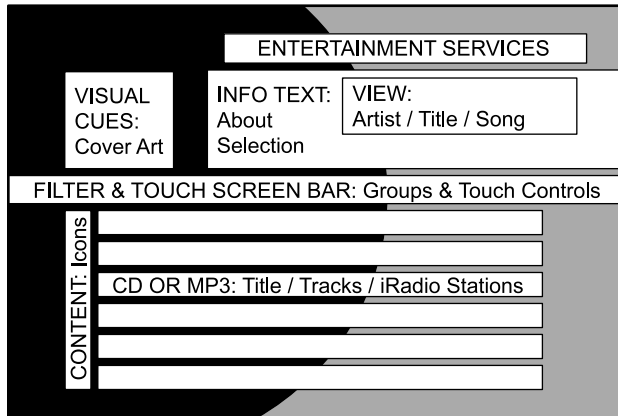 ENTERTAINMENT SERVICES
VISUAL
CUES:
Cover Art
INFO TEXT:
About
Selection
VIEW:
Artist / Title / Song
FILTER & TOUCH SCREEN BAR: Groups & Touch Controls
CONTENT: Icons
CD OR MP3: Title / Tracks / iRadio Stations